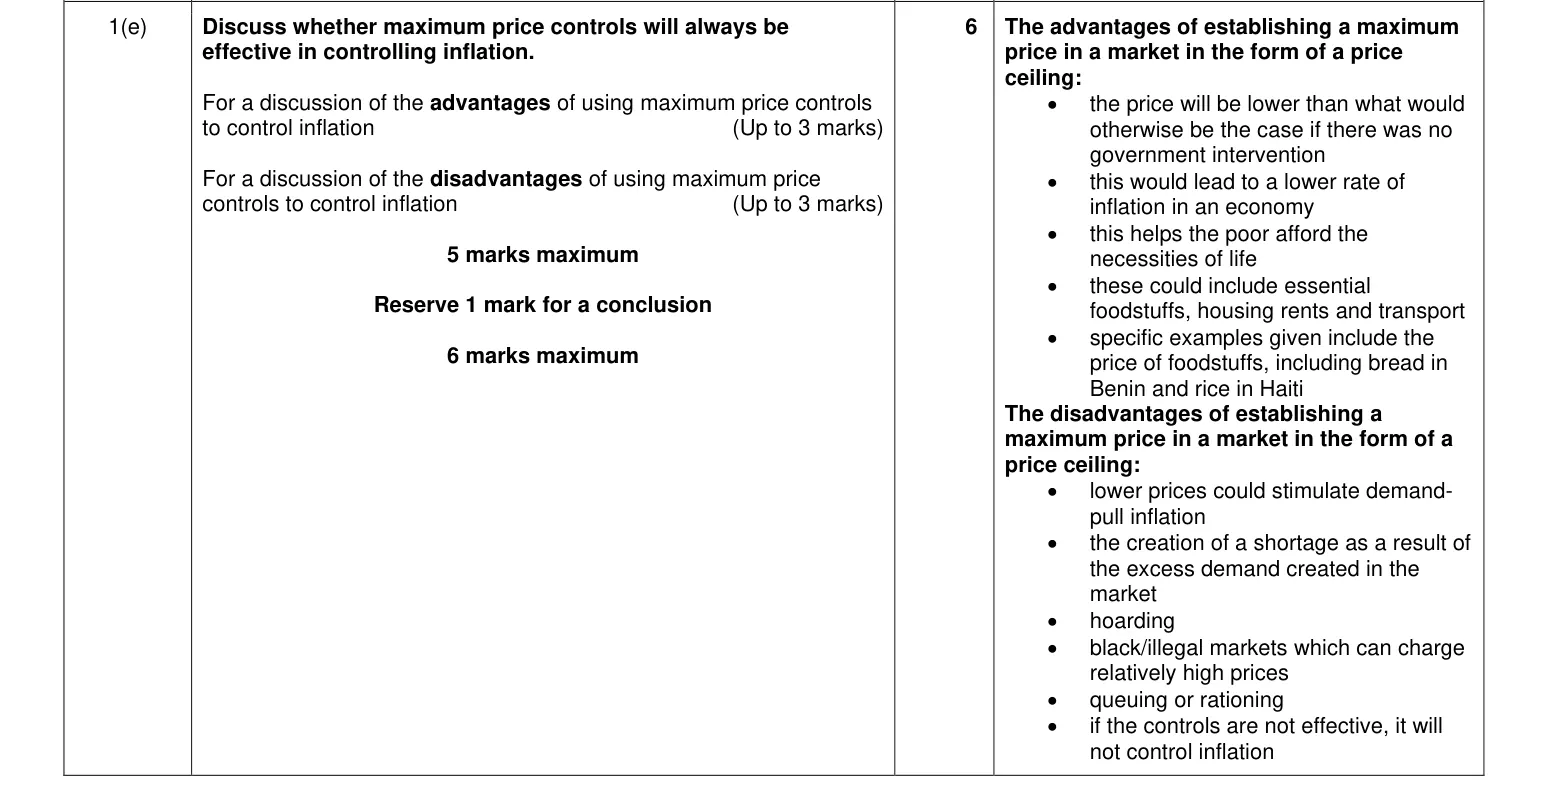 1(e)
Discuss whether maximum price controls will always be
effective in controlling inflation.
For a discussion of the advantages of using maximum price controls
to control inflation (Up to 3 marks)
For a discussion of the disadvantages of using maximum price
controls to control inflation (Up to 3 marks)
5 marks maximum
Reserve 1 mark for a conclusion
6 marks maximum
6
The advantages of establishing a maximum
price in a market in the form of a price
ceiling:
• the price will be lower than what would
otherwise be the case if there was no
government intervention
• this would lead to a lower rate of
inflation in an economy
• this helps the poor afford the
necessities of life
• these could include essential
foodstuffs, housing rents and transport
• specific examples given include the
price of foodstuffs, including bread in
Benin and rice in Haiti
The disadvantages of establishing a
maximum price in a market in the form of a
price ceiling:
• lower prices could stimulate demand-
pull inflation
• the creation of a shortage as a result of
the excess demand created in the
market
• hoarding
• black/illegal markets which can charge
relatively high prices
• queuing or rationing
• if the controls are not effective, it will
not control inflation